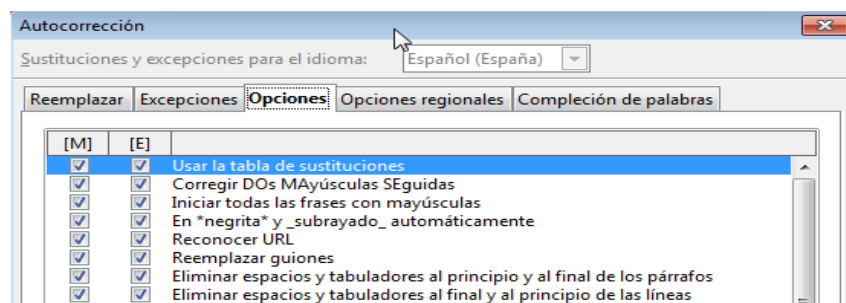 Autocorrección
Sustituciones y excepciones para el idioma: Español (España)
Reemplazar Excepciones Opciones Opciones regionales Compleción de palabras
[M] [E]
Usar la tabla de sustituciones
Corregir DOs MAyúsculas SEguidas
Iniciar todas las frases con mayúsculas
En *negrita* y _subrayado_ automáticamente
Reconocer URL
Reemplazar guiones
Eliminar espacios y tabuladores al principio y al final de los párrafos
Eliminar espacios y tabuladores al final y al principio de las líneas